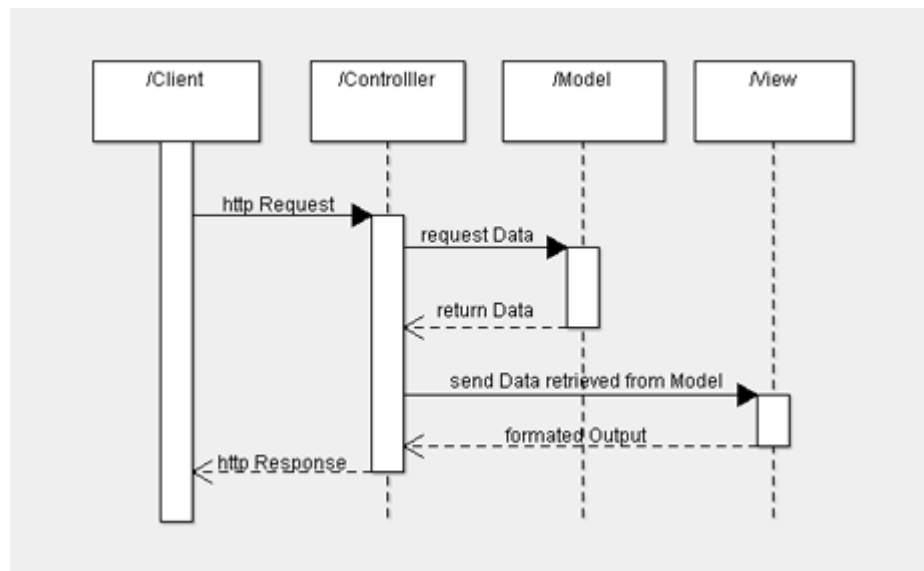 /Client
/Controlller
/Model
/View
http Request
request Data
return Data
send Data retrieved from Model
formated Output
http Response